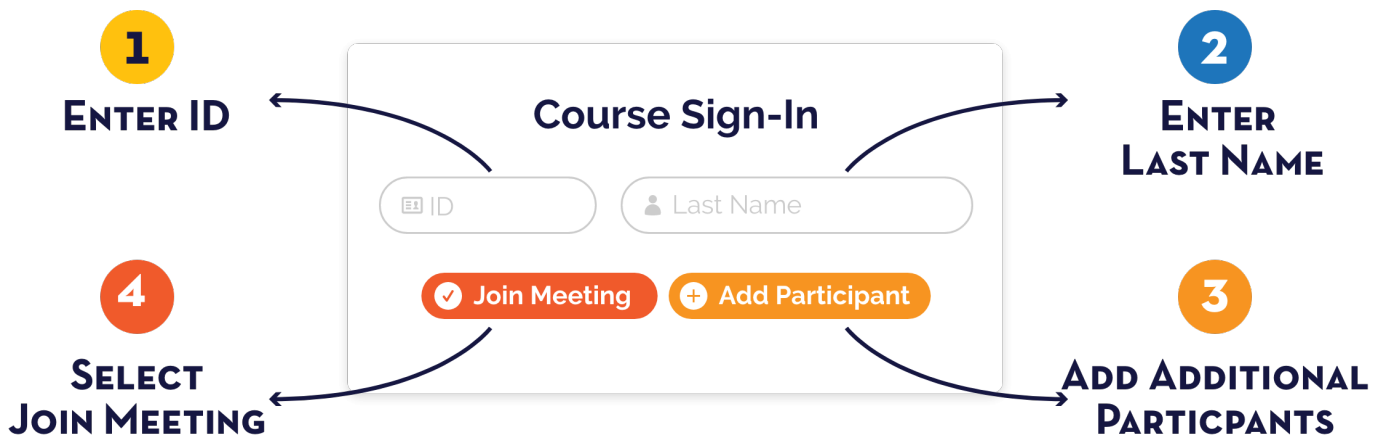 1
Enter ID
2
Enter
Last Name
Course Sign-In
ID
Last Name
Join Meeting
Add Participant
4
Select
Join Meeting
3
Add Additional
Particpants